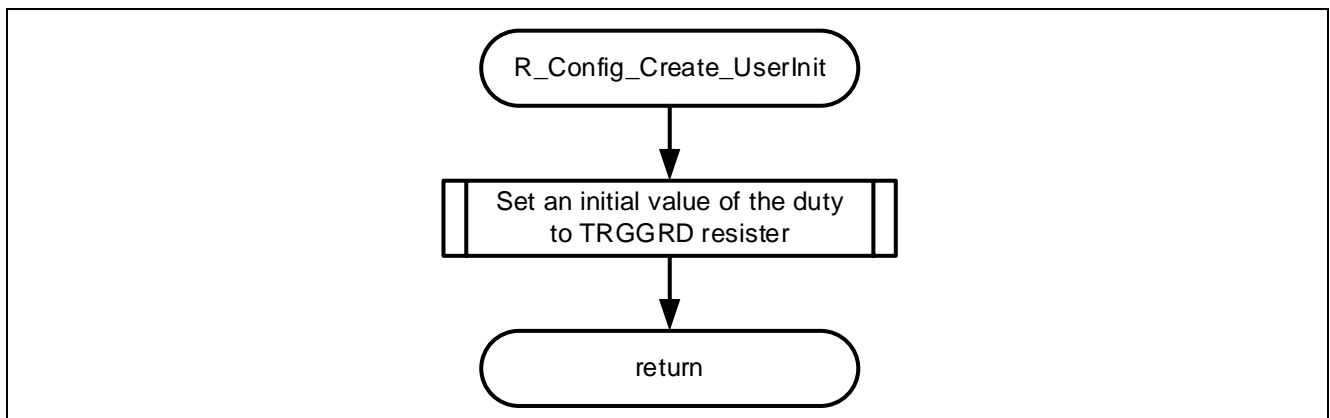 R_Config_Create_UserInit
Set an initial value of the duty
to TRGGRD resister
return